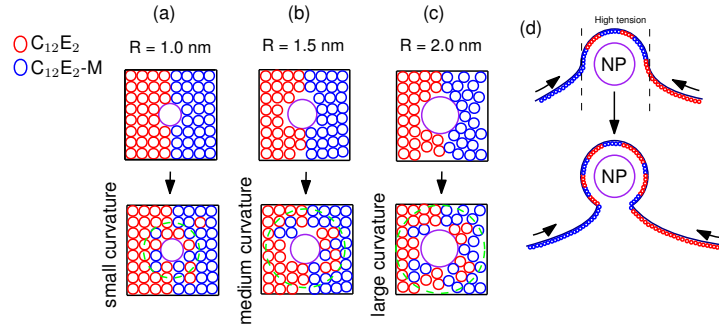 (a)
(b)
(c)
(d)
C₁₂E₂
C₁₂E₂-M
R = 1.0 nm
R = 1.5 nm
R = 2.0 nm
High tension
NP
NP
small curvature
medium curvature
large curvature